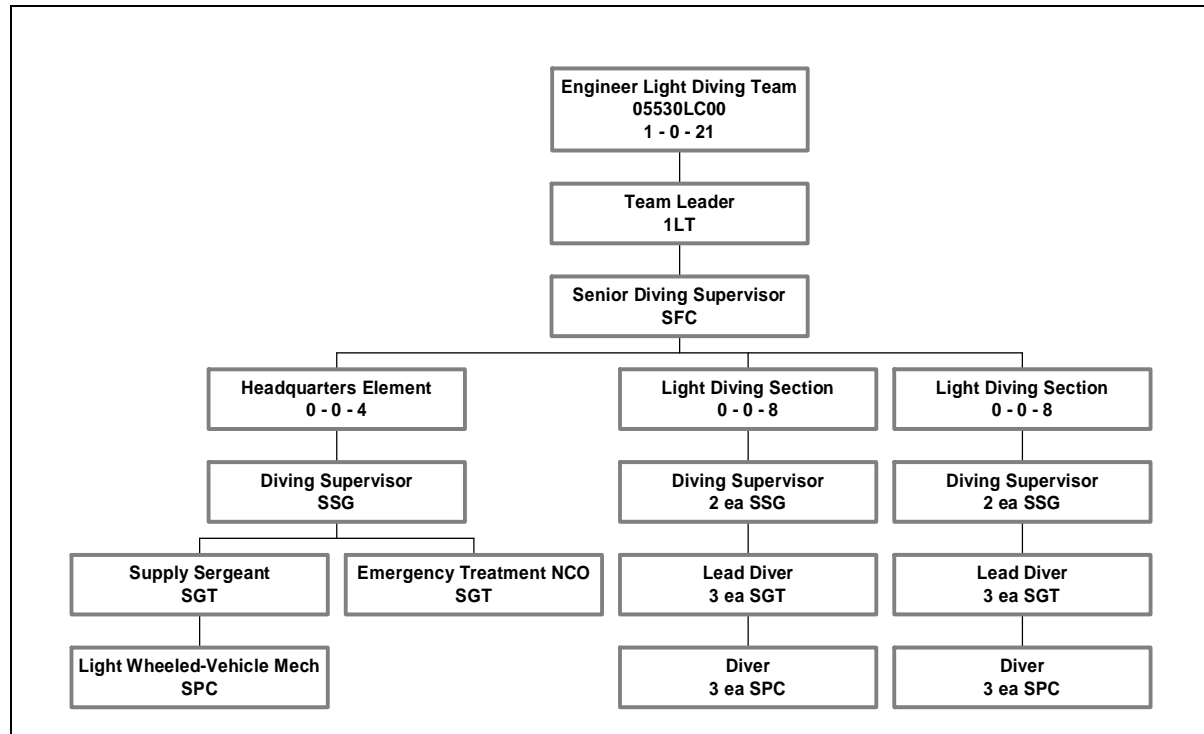 Engineer Light Diving Team
05530LC00
1 - 0 - 21
Team Leader
1LT
Senior Diving Supervisor
SFC
Headquarters Element
0 - 0 - 4
Light Diving Section
0 - 0 - 8
Light Diving Section
0 - 0 - 8
Diving Supervisor
SSG
Diving Supervisor
2 ea SSG
Diving Supervisor
2 ea SSG
Supply Sergeant
SGT
Emergency Treatment NCO
SGT
Lead Diver
3 ea SGT
Lead Diver
3 ea SGT
Light Wheeled-Vehicle Mech
SPC
Diver
3 ea SPC
Diver
3 ea SPC